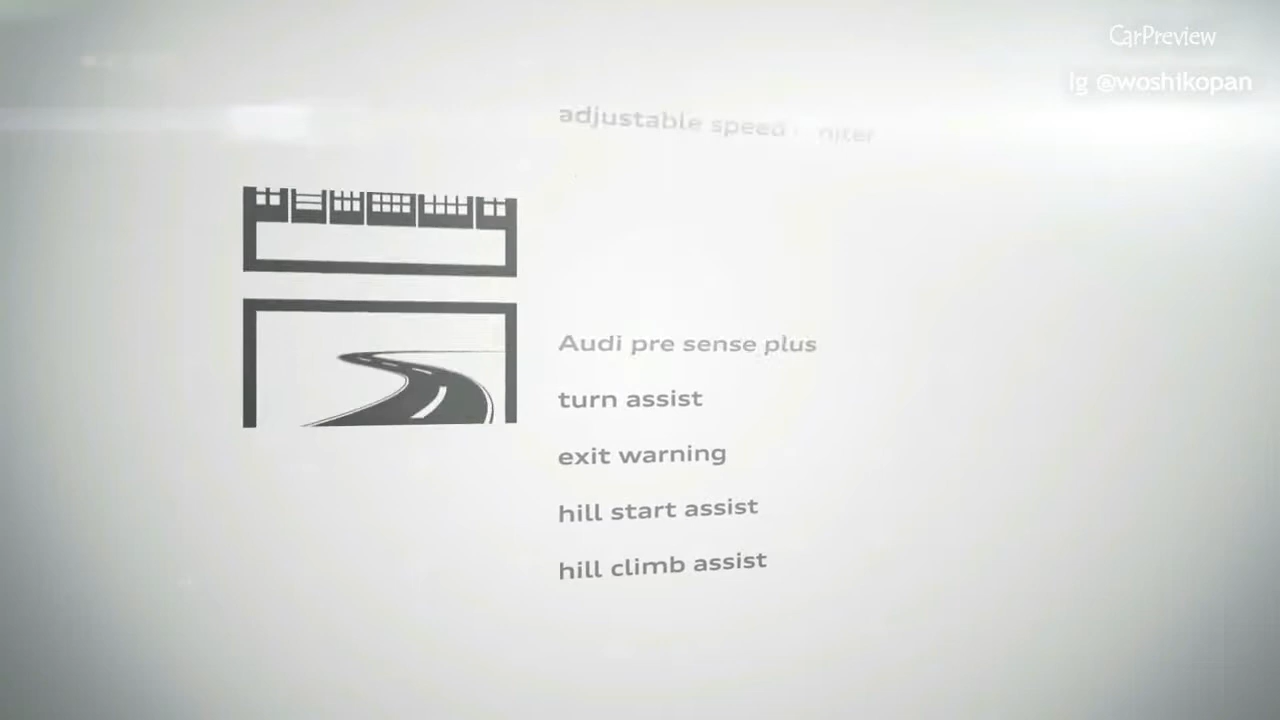 CarPreview
Ig @woshikopan
adjustable speed
Audi pre sense plus
turn assist
exit warning
hill start assist
hill climb assist